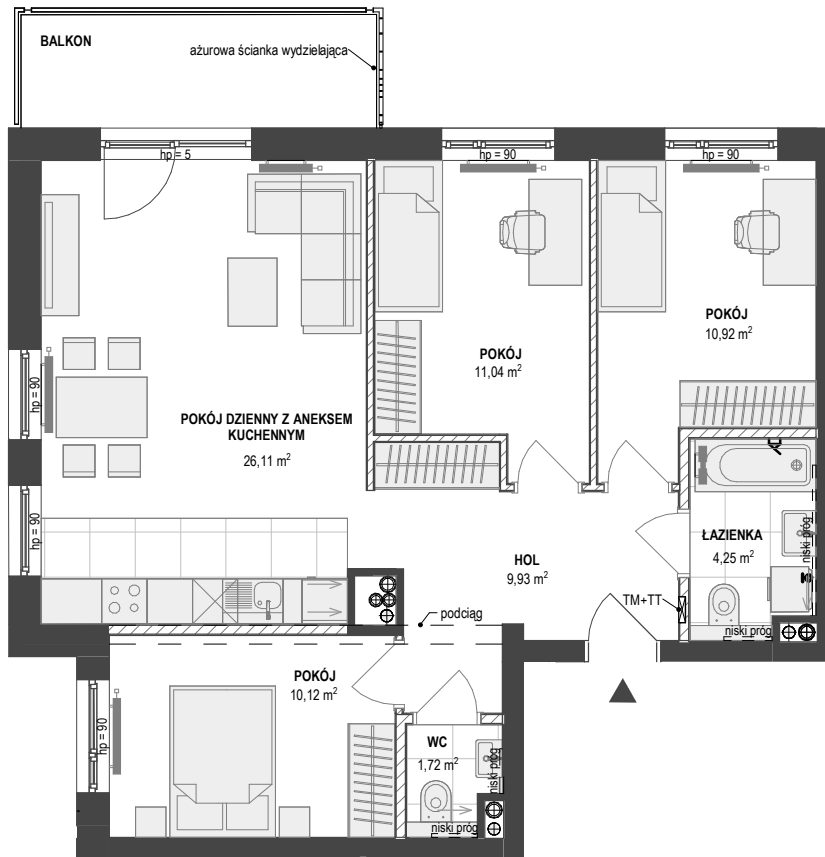 BALKON
ażurowa ścianka wydzielająca
hp = 5
hp = 90
hp = 90
POKÓJ
10,92 m²
POKÓJ
11,04 m²
hp = 90
POKÓJ DZIENNY Z ANEKSEM
KUCHENNYM
26,11 m²
hp = 90
ŁAZIENKA
4,25 m²
niski próg
HOL
9,93 m²
TM+TT
podciąg
niski próg
POKÓJ
10,12 m²
hp = 90
WC
1,72 m²
niski próg
niski próg